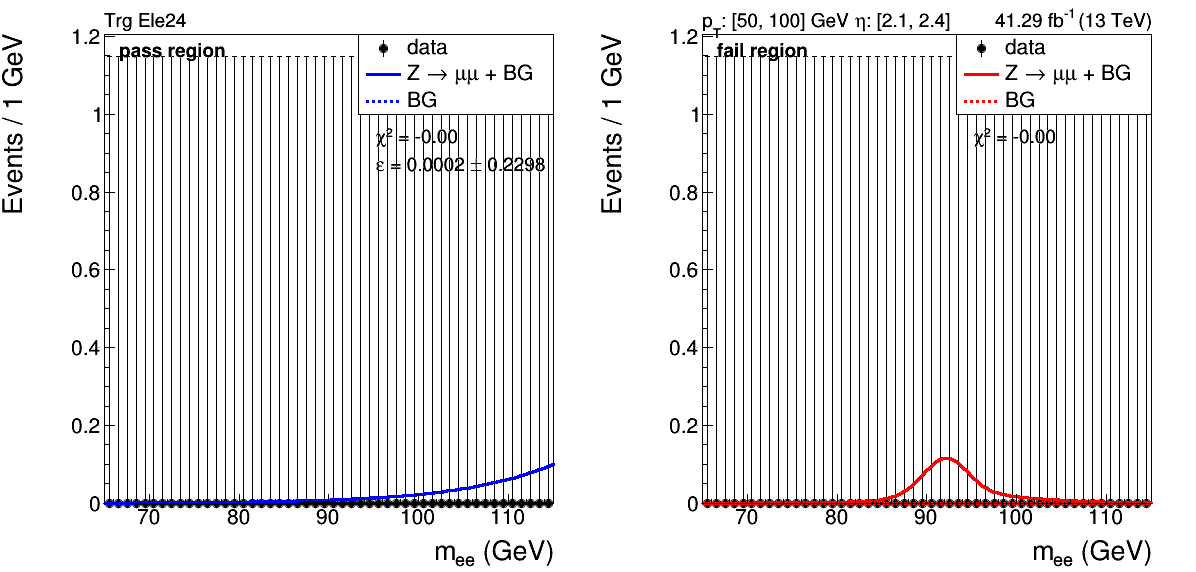 Trg Ele24
pass region
data
Z → μμ + BG
BG
χ² = -0.00
ε = 0.0002 ± 0.2298
Events / 1 GeV
1.2
1
0.8
0.6
0.4
0.2
0
70 80 90 100 110
mee (GeV)
pT: [50, 100] GeV η: [2.1, 2.4] 41.29 fb-1 (13 TeV)
fail region
data
Z → μμ + BG
BG
χ² = -0.00
Events / 1 GeV
1.2
1
0.8
0.6
0.4
0.2
0
70 80 90 100 110
mee (GeV)